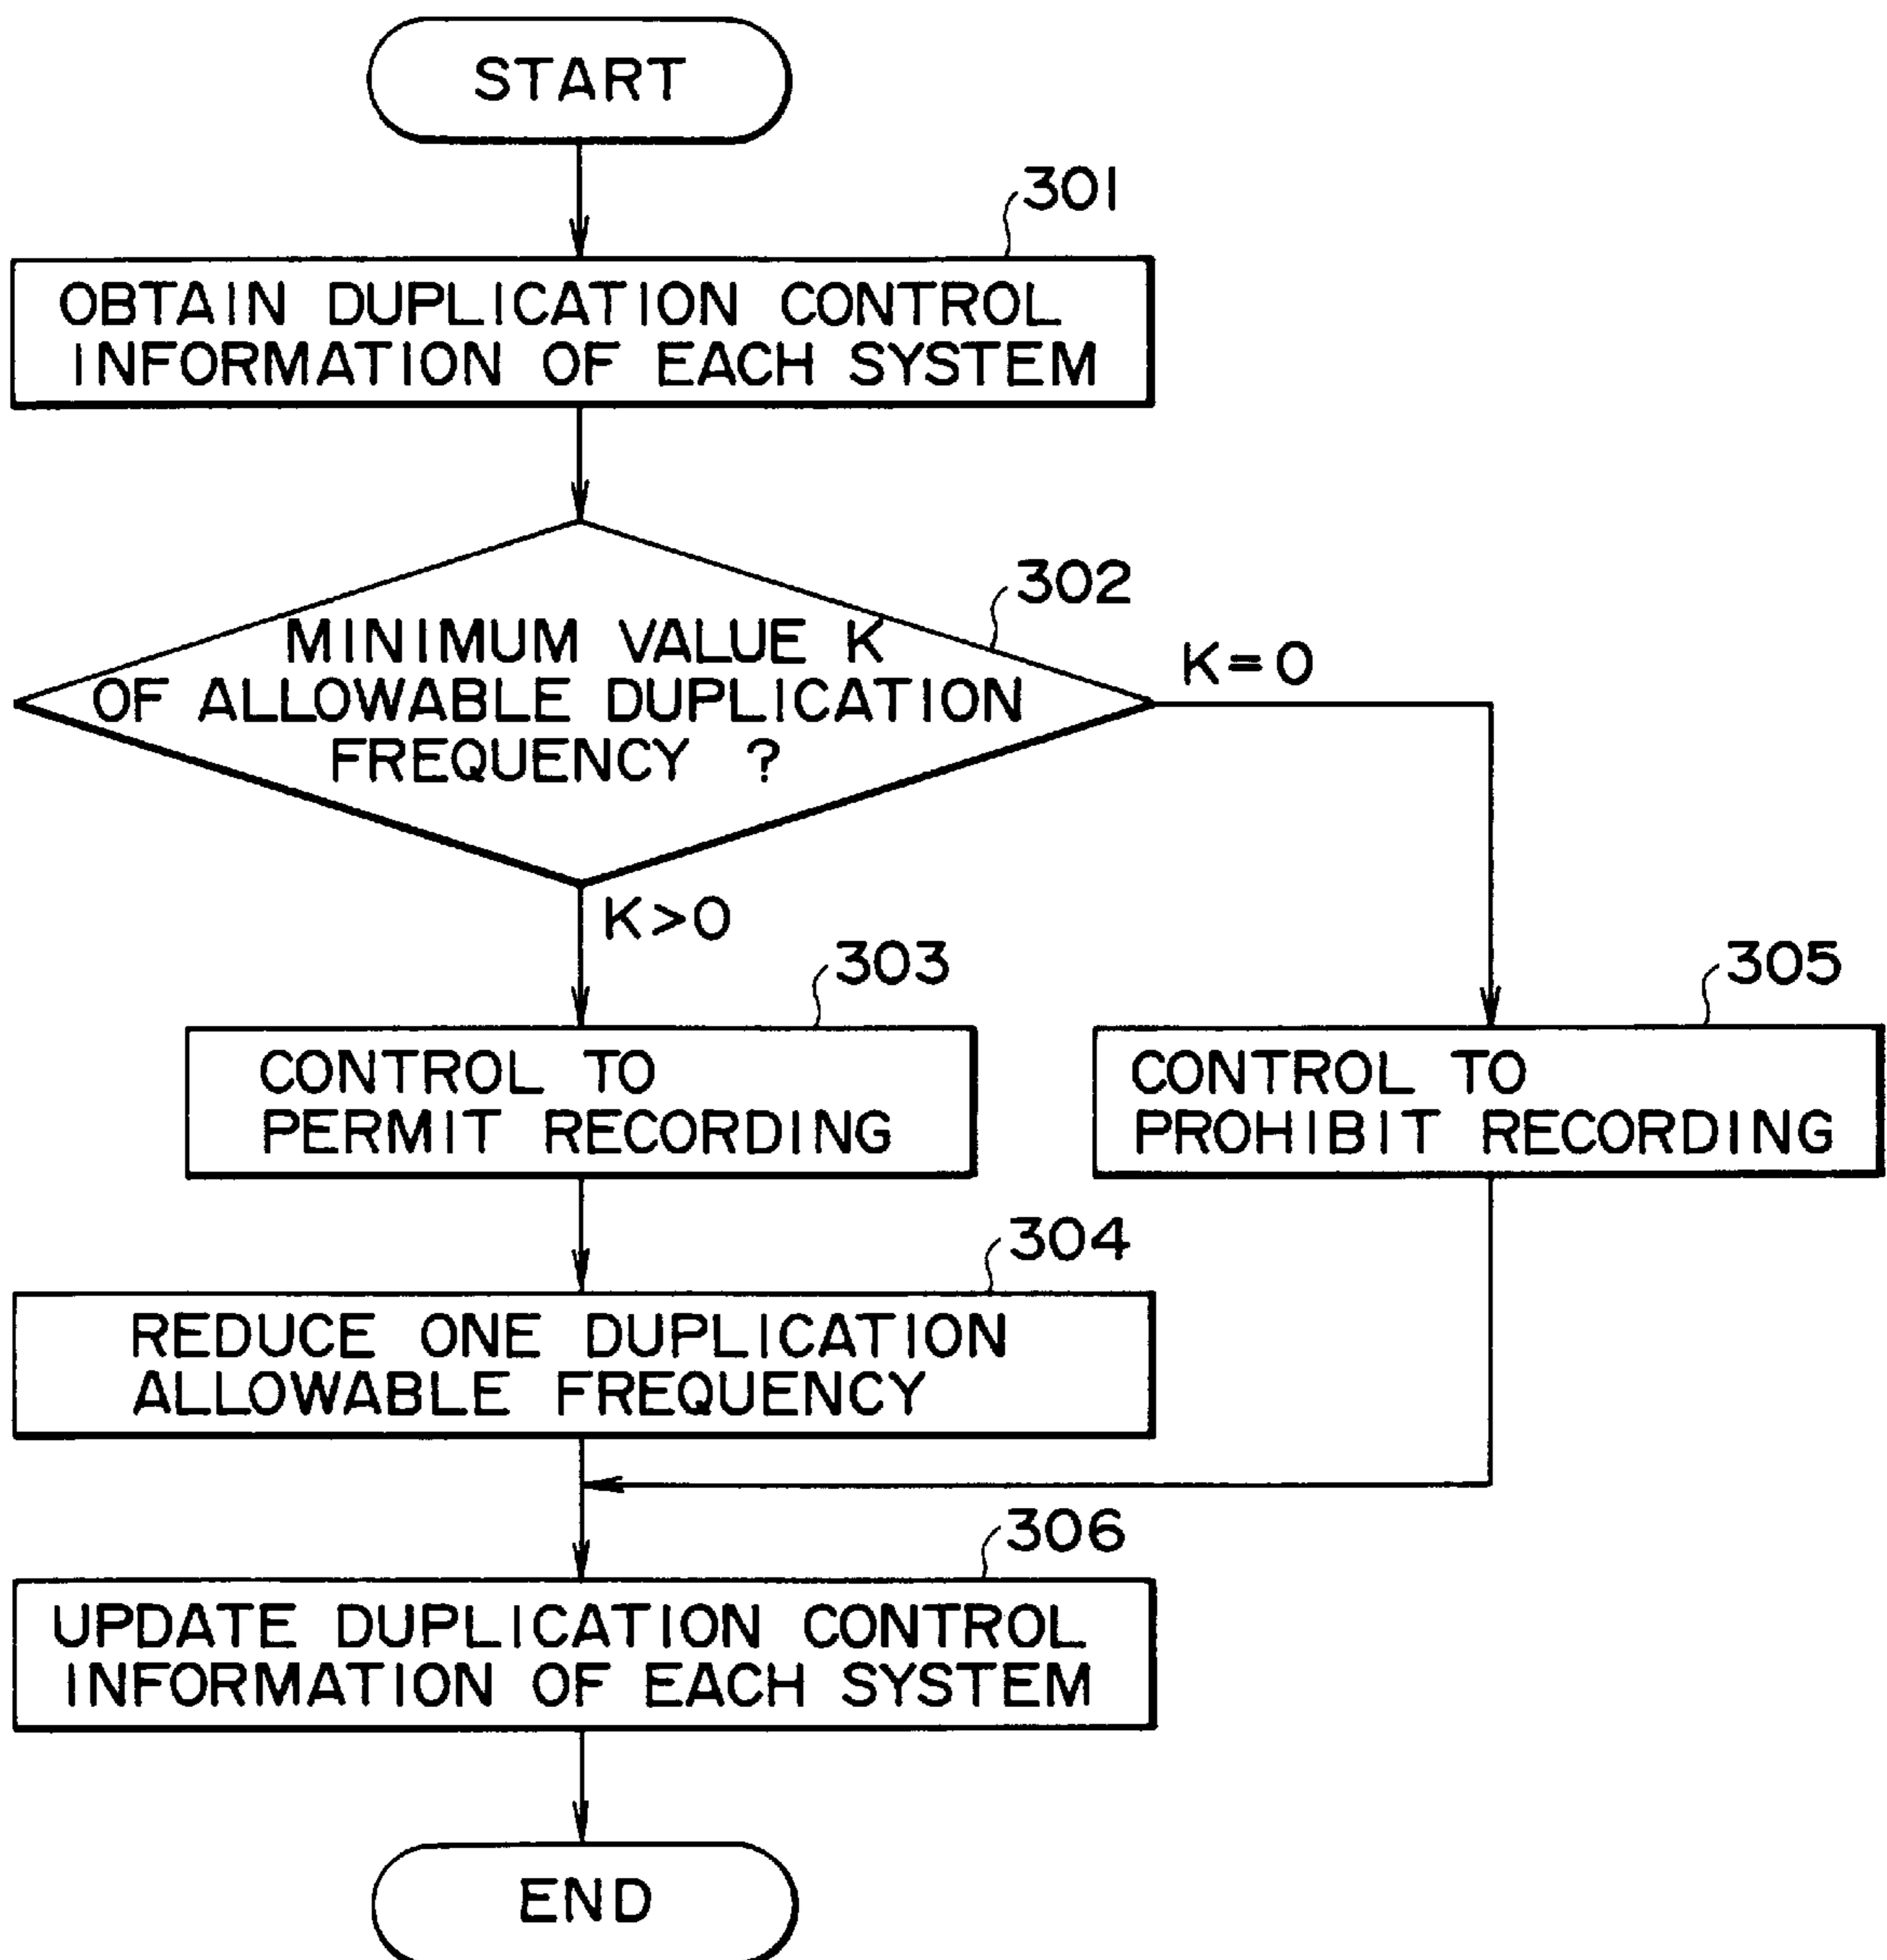 START
301
OBTAIN DUPLICATION CONTROL
INFORMATION OF EACH SYSTEM
302
MINIMUM VALUE K
OF ALLOWABLE DUPLICATION
FREQUENCY ?
K=0
K>0
303
CONTROL TO
PERMIT RECORDING
305
CONTROL TO
PROHIBIT RECORDING
304
REDUCE ONE DUPLICATION
ALLOWABLE FREQUENCY
306
UPDATE DUPLICATION CONTROL
INFORMATION OF EACH SYSTEM
END